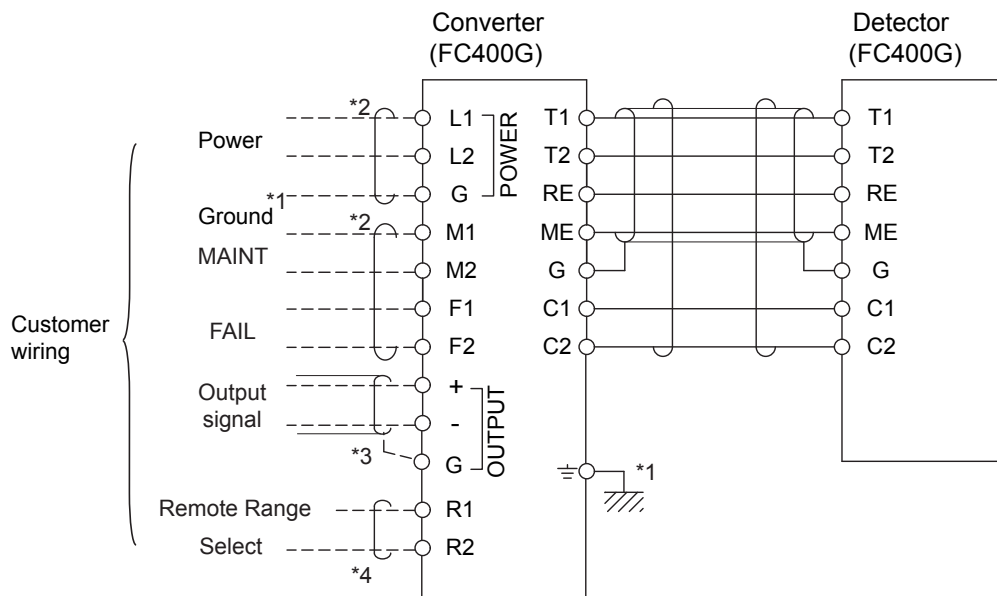 Converter
(FC400G)
Detector
(FC400G)
Customer
wiring
Power
*1
Ground
MAINT
FAIL
Output
signal
Remote Range
Select
*2
*2
*3
*4
L1
L2
G
POWER
M1
M2
F1
F2
+
-
G
OUTPUT
R1
R2
T1
T2
RE
ME
G
C1
C2
*1
T1
T2
RE
ME
G
C1
C2